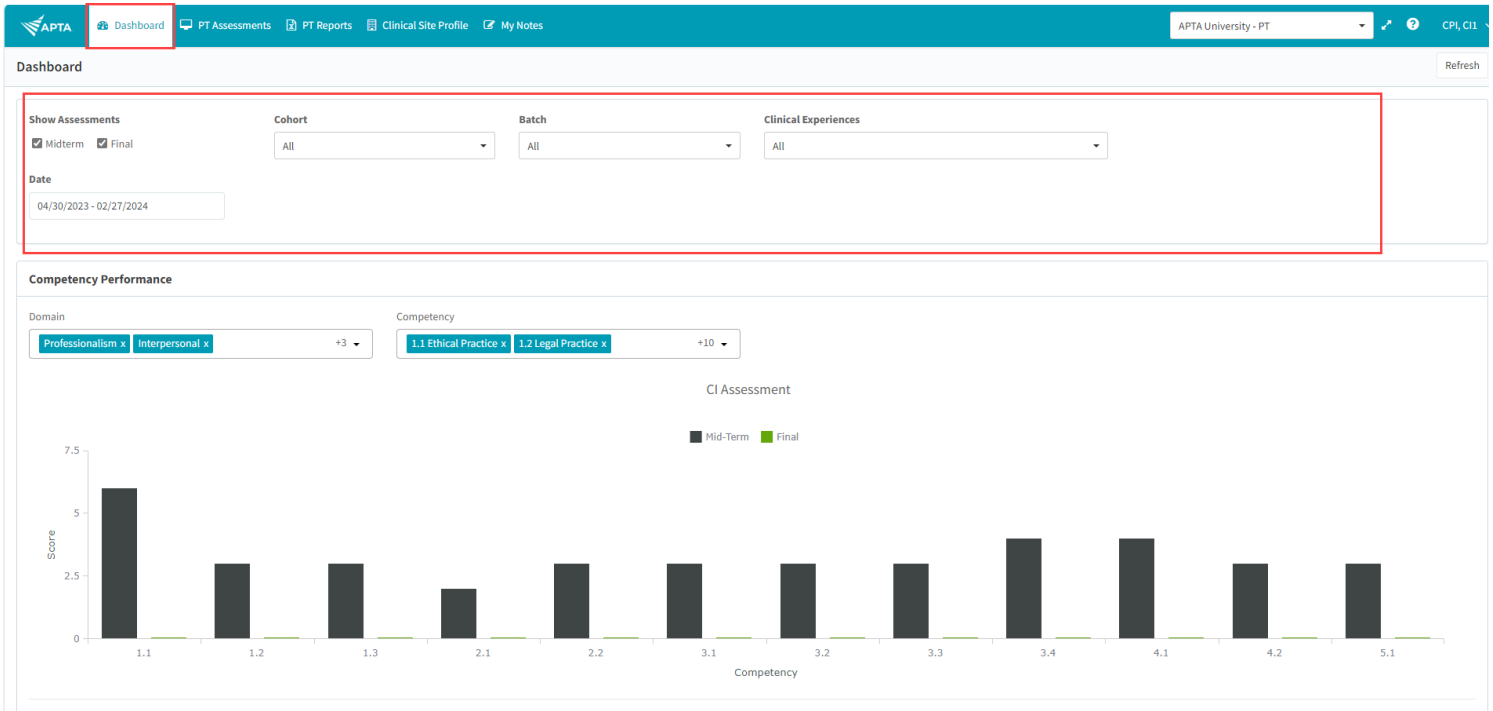 APTA Dashboard PT Assessments PT Reports Clinical Site Profile My Notes APTA University - PT ? CPI, CI1
Dashboard Refresh
Show Assessments Cohort Batch Clinical Experiences
Midterm Final All All All
Date
04/30/2023 - 02/27/2024
Competency Performance
Domain Competency
Professionalism x Interpersonal x +3 1.1 Ethical Practice x 1.2 Legal Practice x +10
CI Assessment
Mid-Term Final
7.5
5
2.5
0
Score
1.1 1.2 1.3 2.1 2.2 3.1 3.2 3.3 3.4 4.1 4.2 5.1
Competency